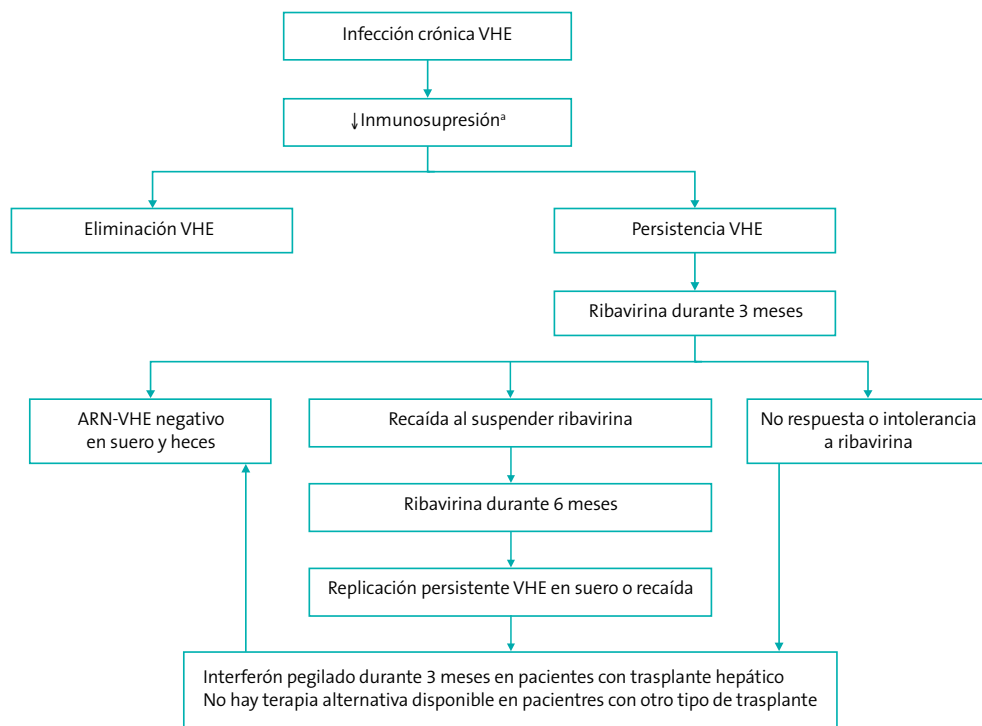 Infección crónica VHE
↓Inmunosupresiónª
Eliminación VHE
Persistencia VHE
Ribavirina durante 3 meses
ARN-VHE negativo
en suero y heces
Recaída al suspender ribavirina
No respuesta o intolerancia
a ribavirina
Ribavirina durante 6 meses
Replicación persistente VHE en suero o recaída
Interferón pegilado durante 3 meses en pacientes con trasplante hepático
No hay terapia alternativa disponible en pacientres con otro tipo de trasplante